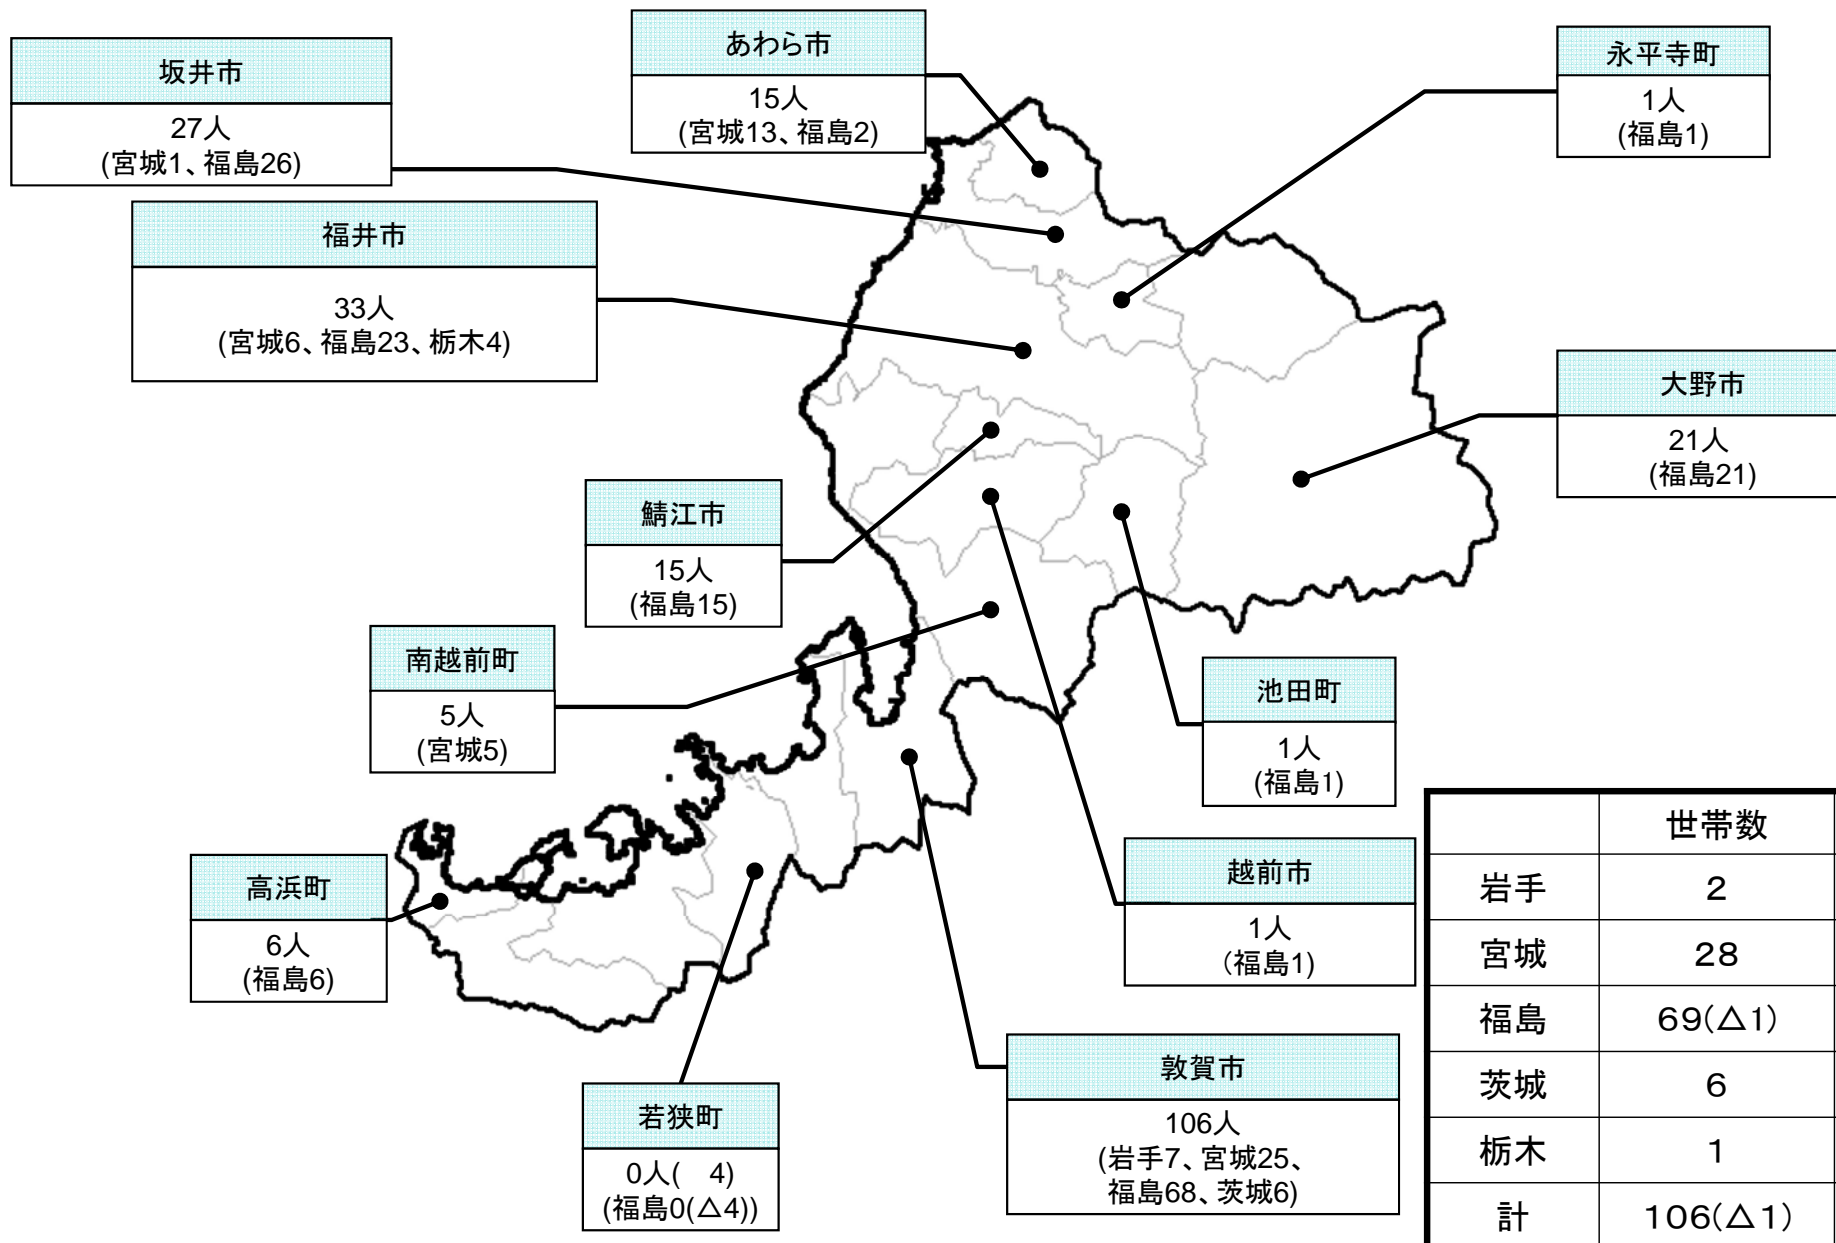 坂井市
27人
(宮城1、福島26)
あわら市
15人
(宮城13、福島2)
永平寺町
1人
(福島1)
福井市
33人
(宮城6、福島23、栃木4)
大野市
21人
(福島21)
鯖江市
15人
(福島15)
南越前町
5人
(宮城5)
池田町
1人
(福島1)
越前市
1人
(福島1)
高浜町
6人
(福島6)
若狭町
0人(　4)
(福島0(△4))
敦賀市
106人
(岩手7、宮城25、
福島68、茨城6)
世帯数
岩手 2
宮城 28
福島 69(△1)
茨城 6
栃木 1
計 106(△1)